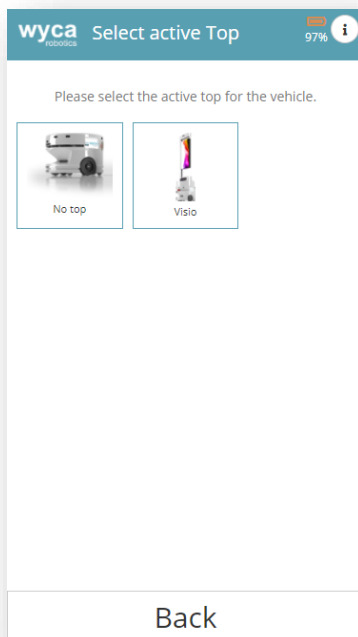 wyca
robotics
Select active Top
97%
i
Please select the active top for the vehicle.
No top
Visio
Back